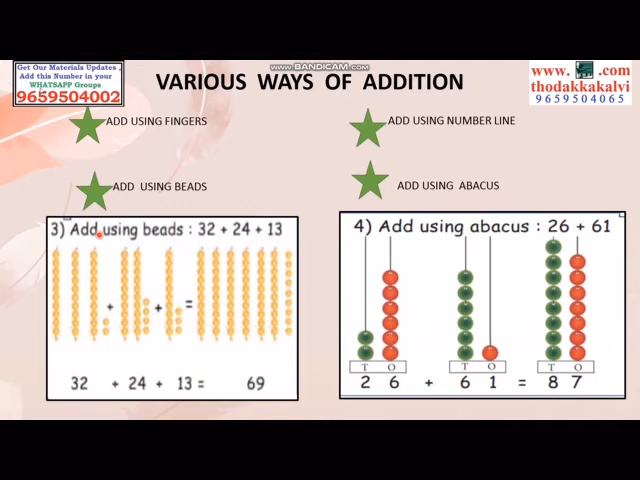 Get Our Materials Updates ,
Add this Number in your
WHATSAPP Groups
9659504002
www.BANDICAM.com
www. .com
thodakkakalvi
9659504065
VARIOUS WAYS OF ADDITION
ADD USING FINGERS
ADD USING NUMBER LINE
ADD USING BEADS
ADD USING ABACUS
3) Add using beads : 32 + 24 + 13
+ + =
32 + 24 + 13 = 69
4) Add using abacus : 26 + 61
T O T O T O
2 6 + 6 1 = 8 7